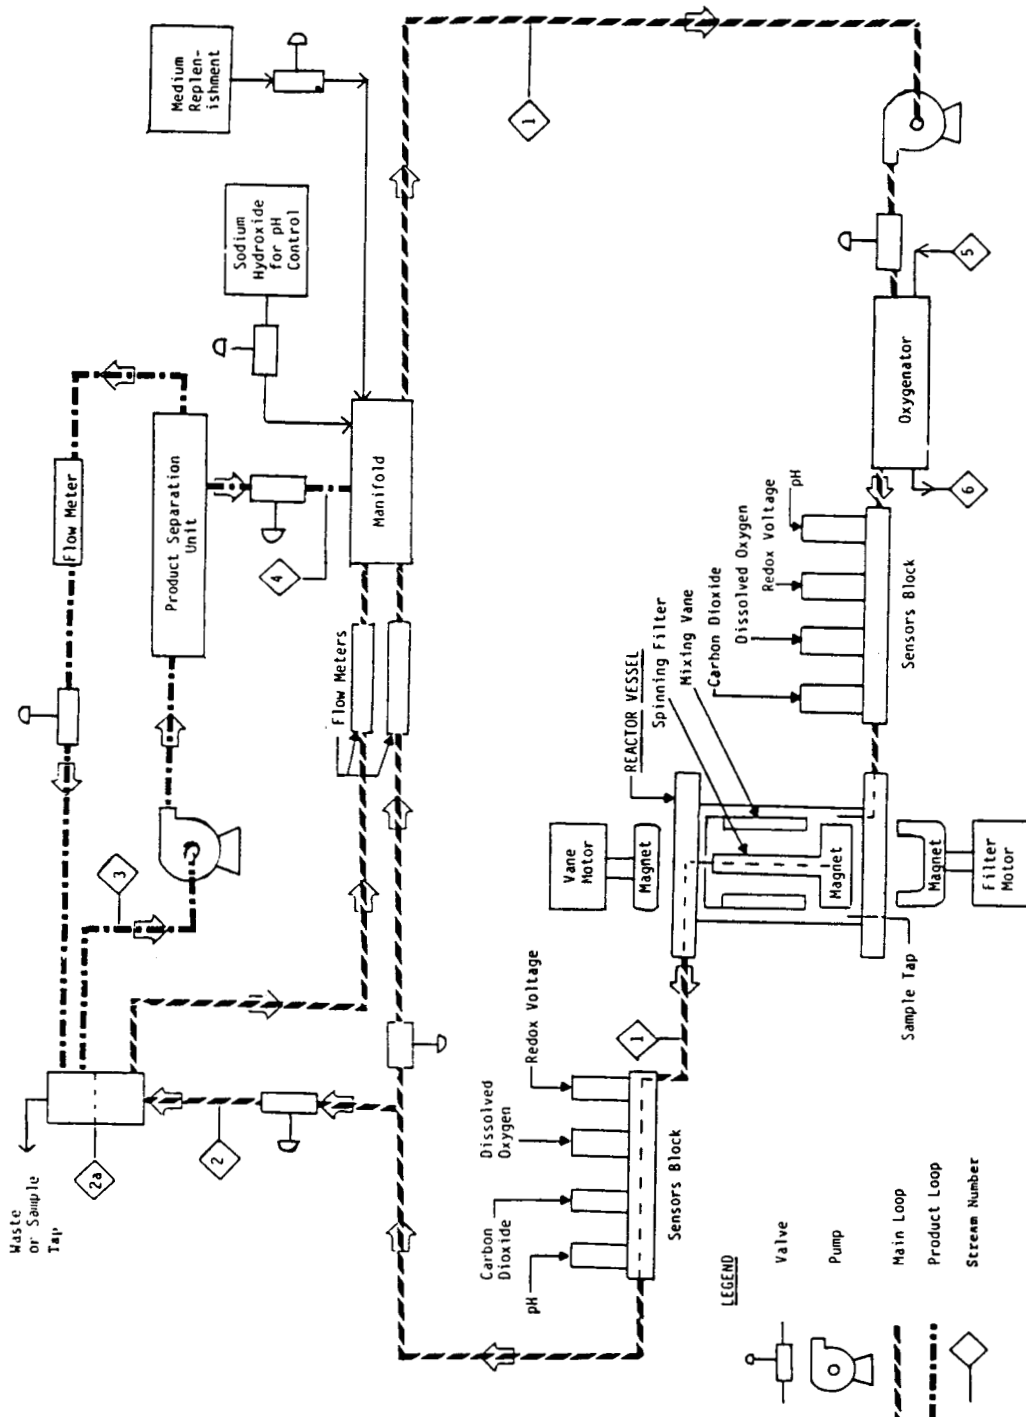 Waste
or Sample
Tap
2a
2
3
Flow Meter
Product Separation
Unit
4
Medium
Replen-
ishment
Sodium
Hydroxide
for pH
Control
Manifold
Flow Meters
1
5
6
Oxygenator
pH
Redox Voltage
Dissolved Oxygen
Carbon Dioxide
Sensors Block
REACTOR VESSEL
Spinning Filter
Mixing Vane
Vane
Motor
Magnet
Magnet
Magnet
Filter
Motor
Sample Tap
1
Redox Voltage
Dissolved
Oxygen
Carbon
Dioxide
pH
Sensors Block
LEGEND
Valve
Pump
Main Loop
Product Loop
Stream Number